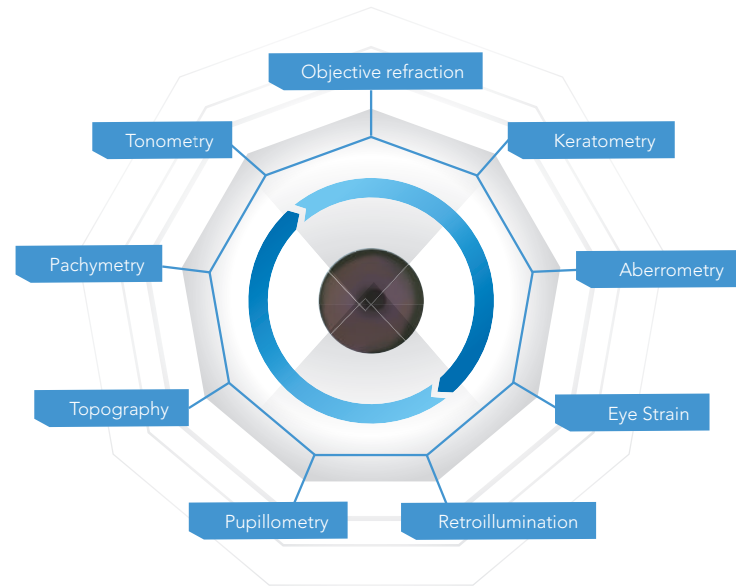 Objective refraction
Tonometry
Keratometry
Pachymetry
Aberrometry
Topography
Eye Strain
Pupillometry
Retroillumination